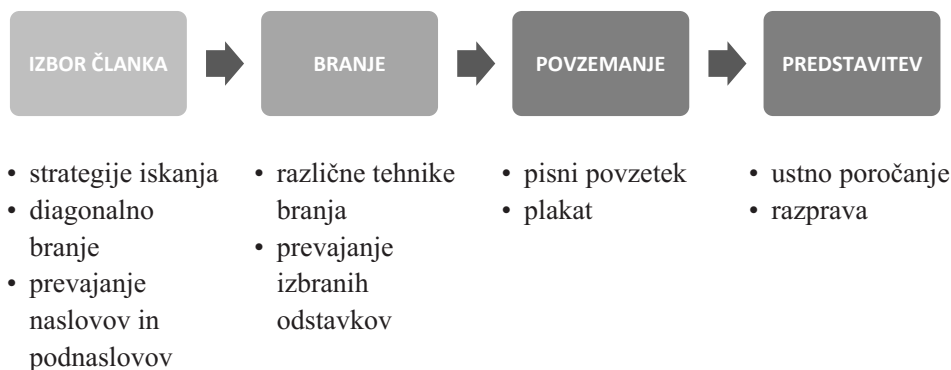 IZBOR ČLANKA
BRANJE
POVZEMANJE
PREDSTAVITEV
• strategije iskanja
• diagonalno
branje
• prevajanje
naslovov in
podnaslovov
• različne tehnike
branja
• prevajanje
izbranih
odstavkov
• pisni povzetek
• plakat
• ustno poročanje
• razprava